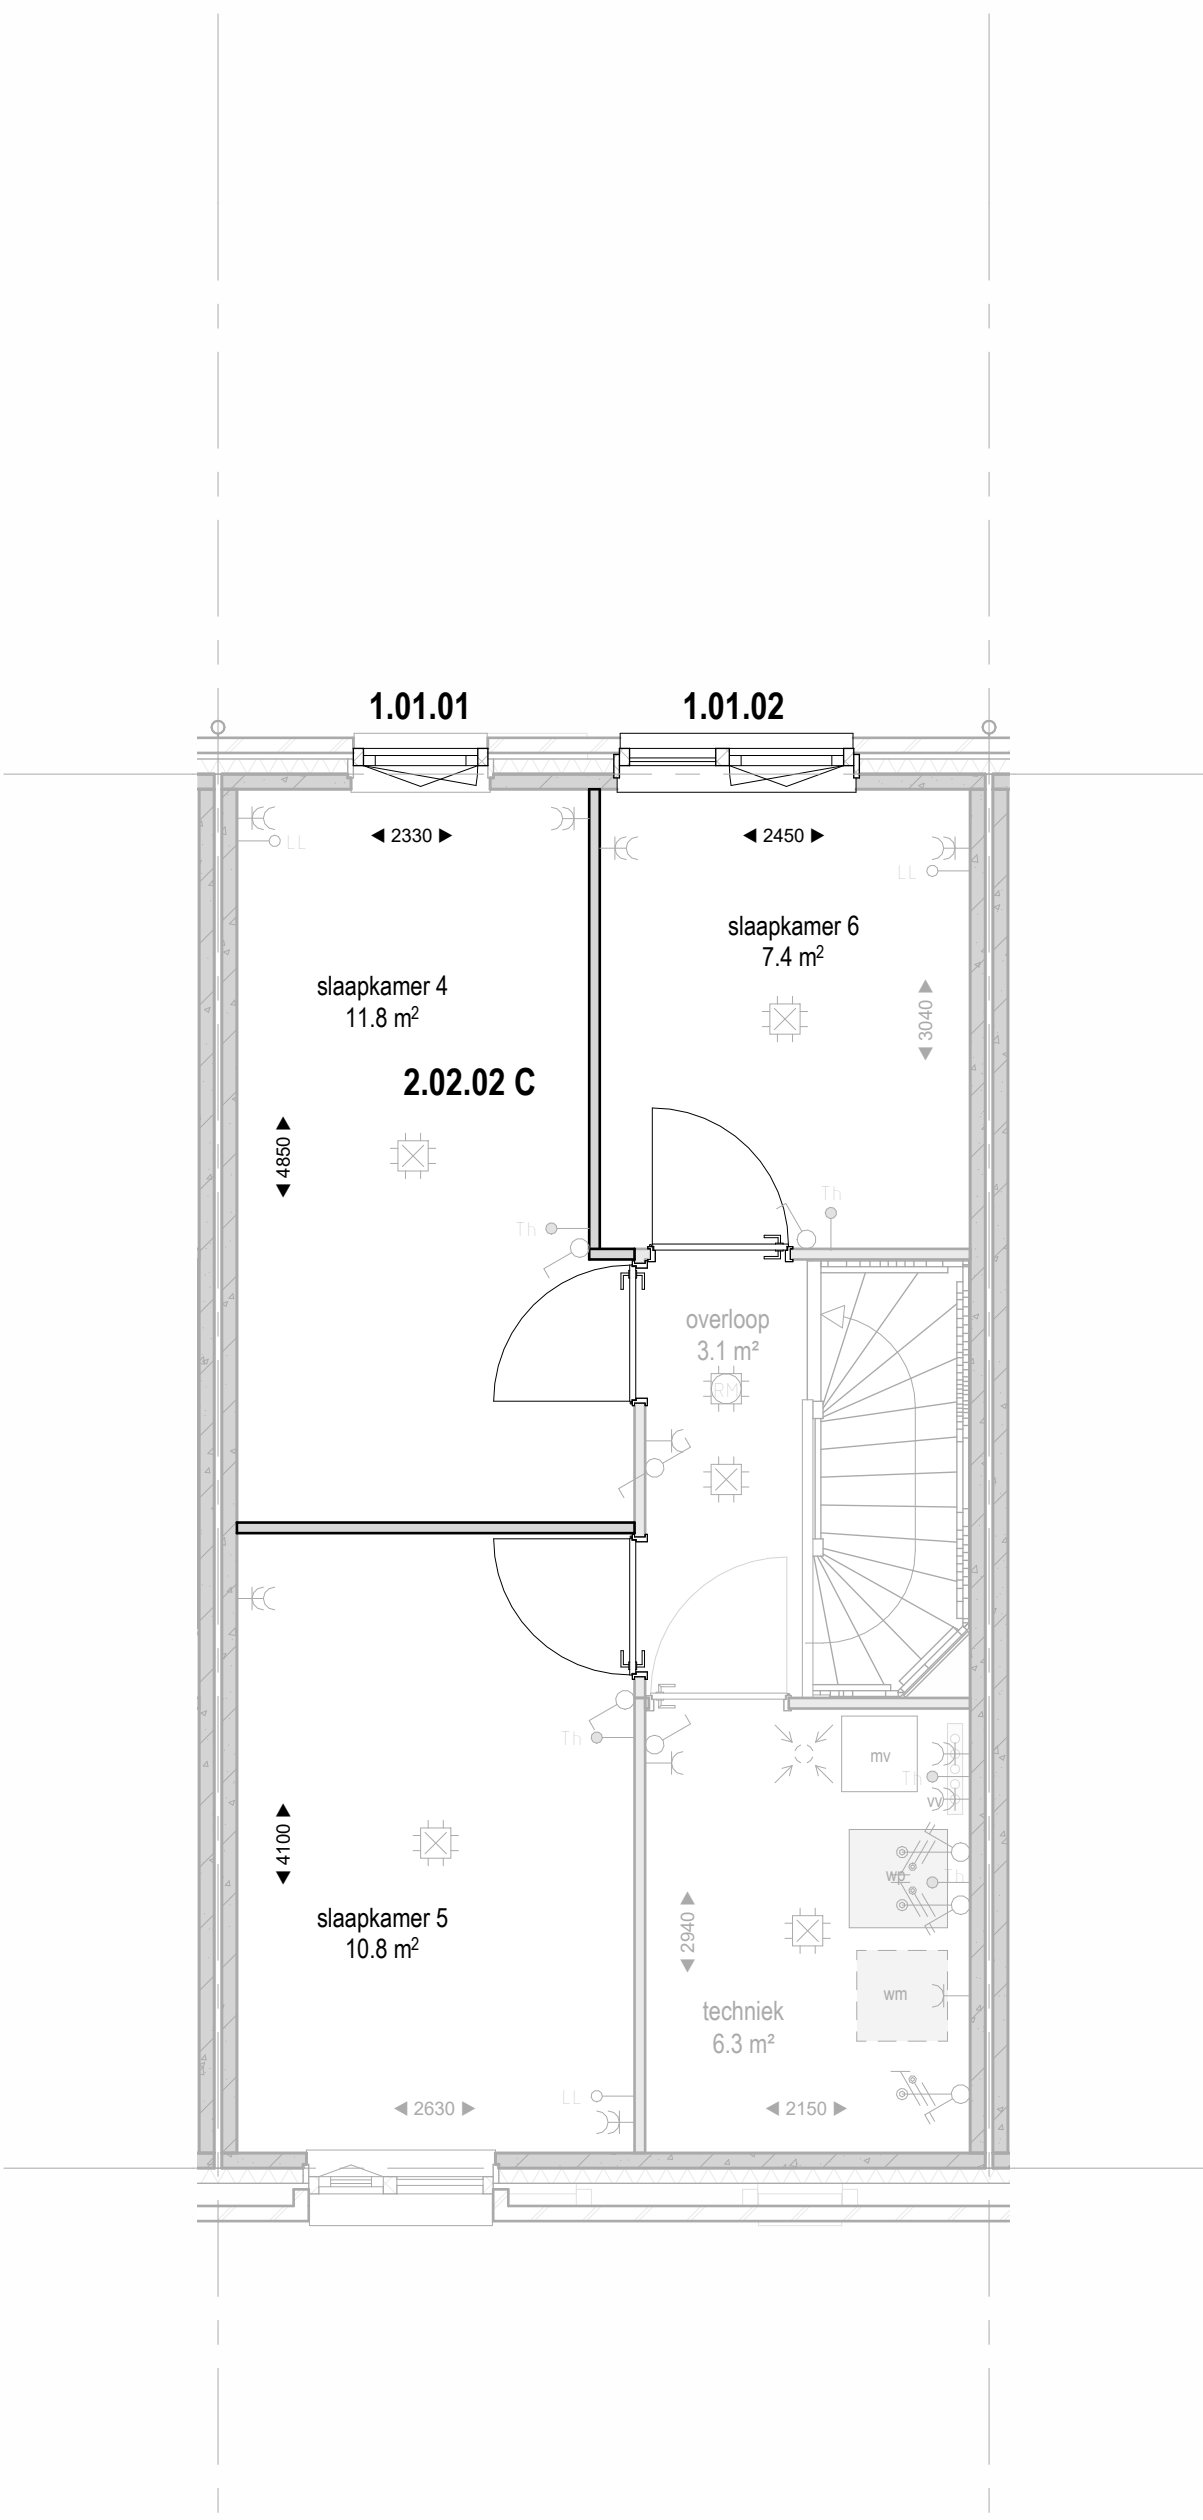 1.01.01
1.01.02
2330
2450
LL
LL
slaapkamer 6
7.4 m²
slaapkamer 4
11.8 m²
3040
2.02.02 C
4850
Th
Th
overloop
3.1 m²
RM
Th
mv
Th
vv
4100
wp
Th
slaapkamer 5
10.8 m²
2940
wm
techniek
6.3 m²
LL
2630
2150